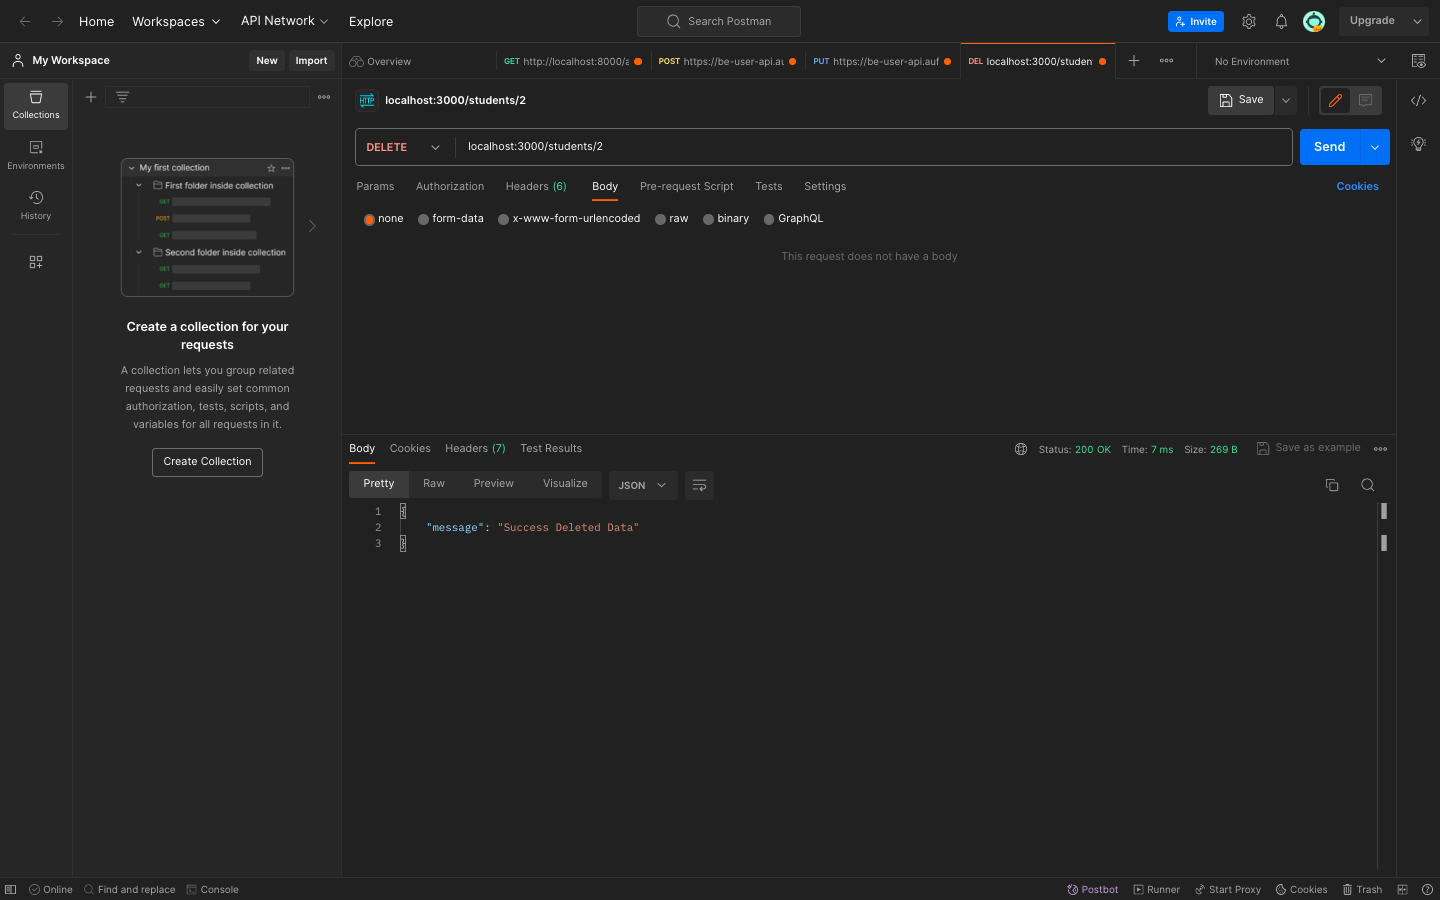 Home Workspaces API Network Explore Search Postman Invite Upgrade
My Workspace New Import
Overview GET http://localhost:8000/a POST https://be-user-api.au PUT https://be-user-api.auf DEL localhost:3000/studen No Environment
Collections
Environments
History
My first collection
First folder inside collection
GET
POST
GET
Second folder inside collection
GET
GET
Create a collection for your
requests
A collection lets you group related
requests and easily set common
authorization, tests, scripts, and
variables for all requests in it.
Create Collection
HTTP localhost:3000/students/2 Save
DELETE localhost:3000/students/2 Send
Params Authorization Headers (6) Body Pre-request Script Tests Settings Cookies
none form-data x-www-form-urlencoded raw binary GraphQL
This request does not have a body
Body Cookies Headers (7) Test Results Status: 200 OK Time: 7 ms Size: 269 B Save as example
Pretty Raw Preview Visualize JSON
1 {
2 "message": "Success Deleted Data"
3 }
Online Find and replace Console Postbot Runner Start Proxy Cookies Trash